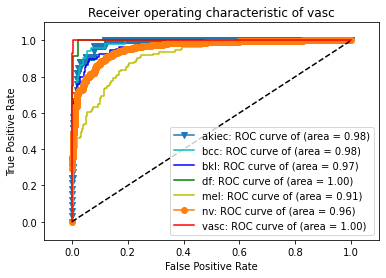 Receiver operating characteristic of vasc
True Positive Rate
1.0
0.8
0.6
0.4
0.2
0.0
akiec: ROC curve of (area = 0.98)
bcc: ROC curve of (area = 0.98)
bkl: ROC curve of (area = 0.97)
df: ROC curve of (area = 1.00)
mel: ROC curve of (area = 0.91)
nv: ROC curve of (area = 0.96)
vasc: ROC curve of (area = 1.00)
0.0 0.2 0.4 0.6 0.8 1.0
False Positive Rate